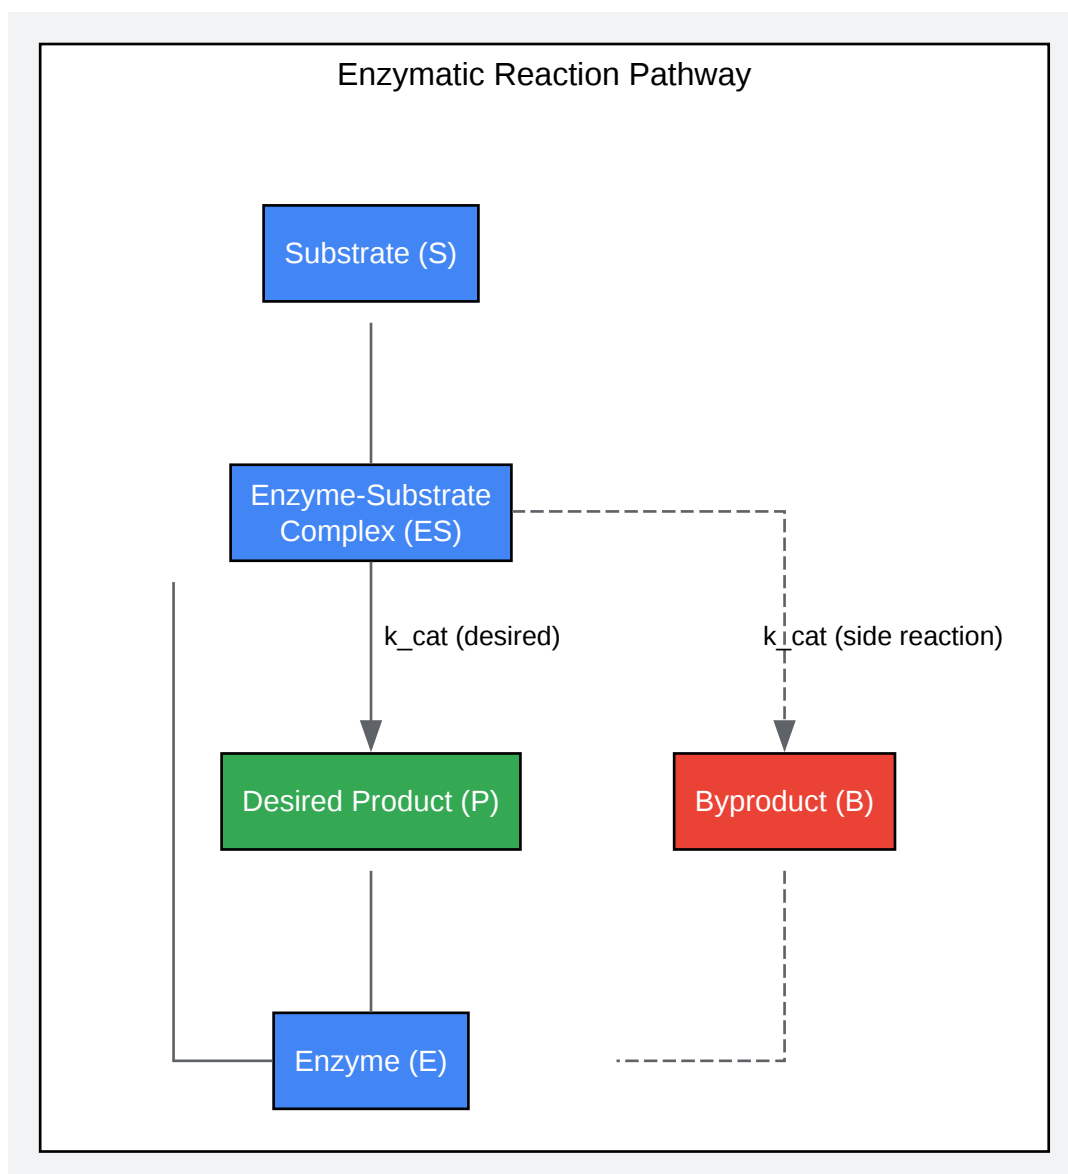 Enzymatic Reaction Pathway
Substrate (S)
Enzyme-Substrate
Complex (ES)
k_cat (desired)
k_cat (side reaction)
Desired Product (P)
Byproduct (B)
Enzyme (E)